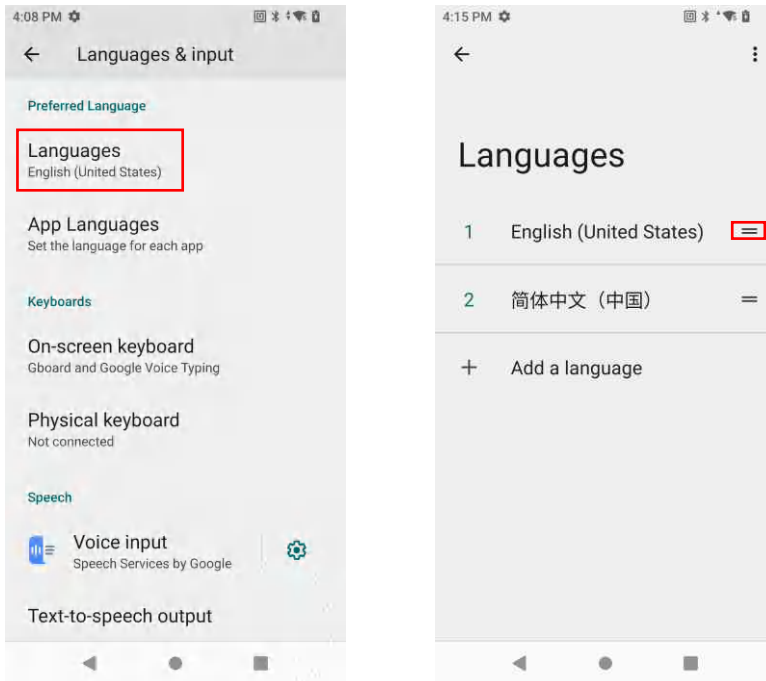 4:08 PM
Languages & input
Preferred Language
Languages
English (United States)
App Languages
Set the language for each app
Keyboards
On-screen keyboard
Gboard and Google Voice Typing
Physical keyboard
Not connected
Speech
Voice input
Speech Services by Google
Text-to-speech output
4:15 PM
Languages
1 English (United States)
2 简体中文（中国）
+ Add a language